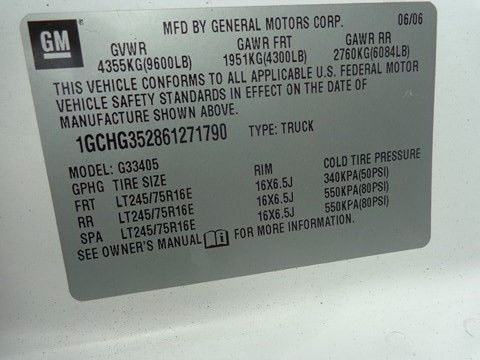 MFD BY GENERAL MOTORS CORP. 06/06
GM
GVWR GAWR FRT GAWR RR
4355KG(9600LB) 1951KG(4300LB) 2760KG(6084LB)
THIS VEHICLE CONFORMS TO ALL APPLICABLE U.S. FEDERAL MOTOR
VEHICLE SAFETY STANDARDS IN EFFECT ON THE DATE OF
MANUFACTURE SHOWN ABOVE.
1GCHG352861271790 TYPE: TRUCK
MODEL: G33405
GPHG TIRE SIZE RIM COLD TIRE PRESSURE
FRT LT245/75R16E 16X6.5J 340KPA(50PSI)
RR LT245/75R16E 16X6.5J 550KPA(80PSI)
SPA LT245/75R16E 16X6.5J 550KPA(80PSI)
SEE OWNER'S MANUAL FOR MORE INFORMATION.